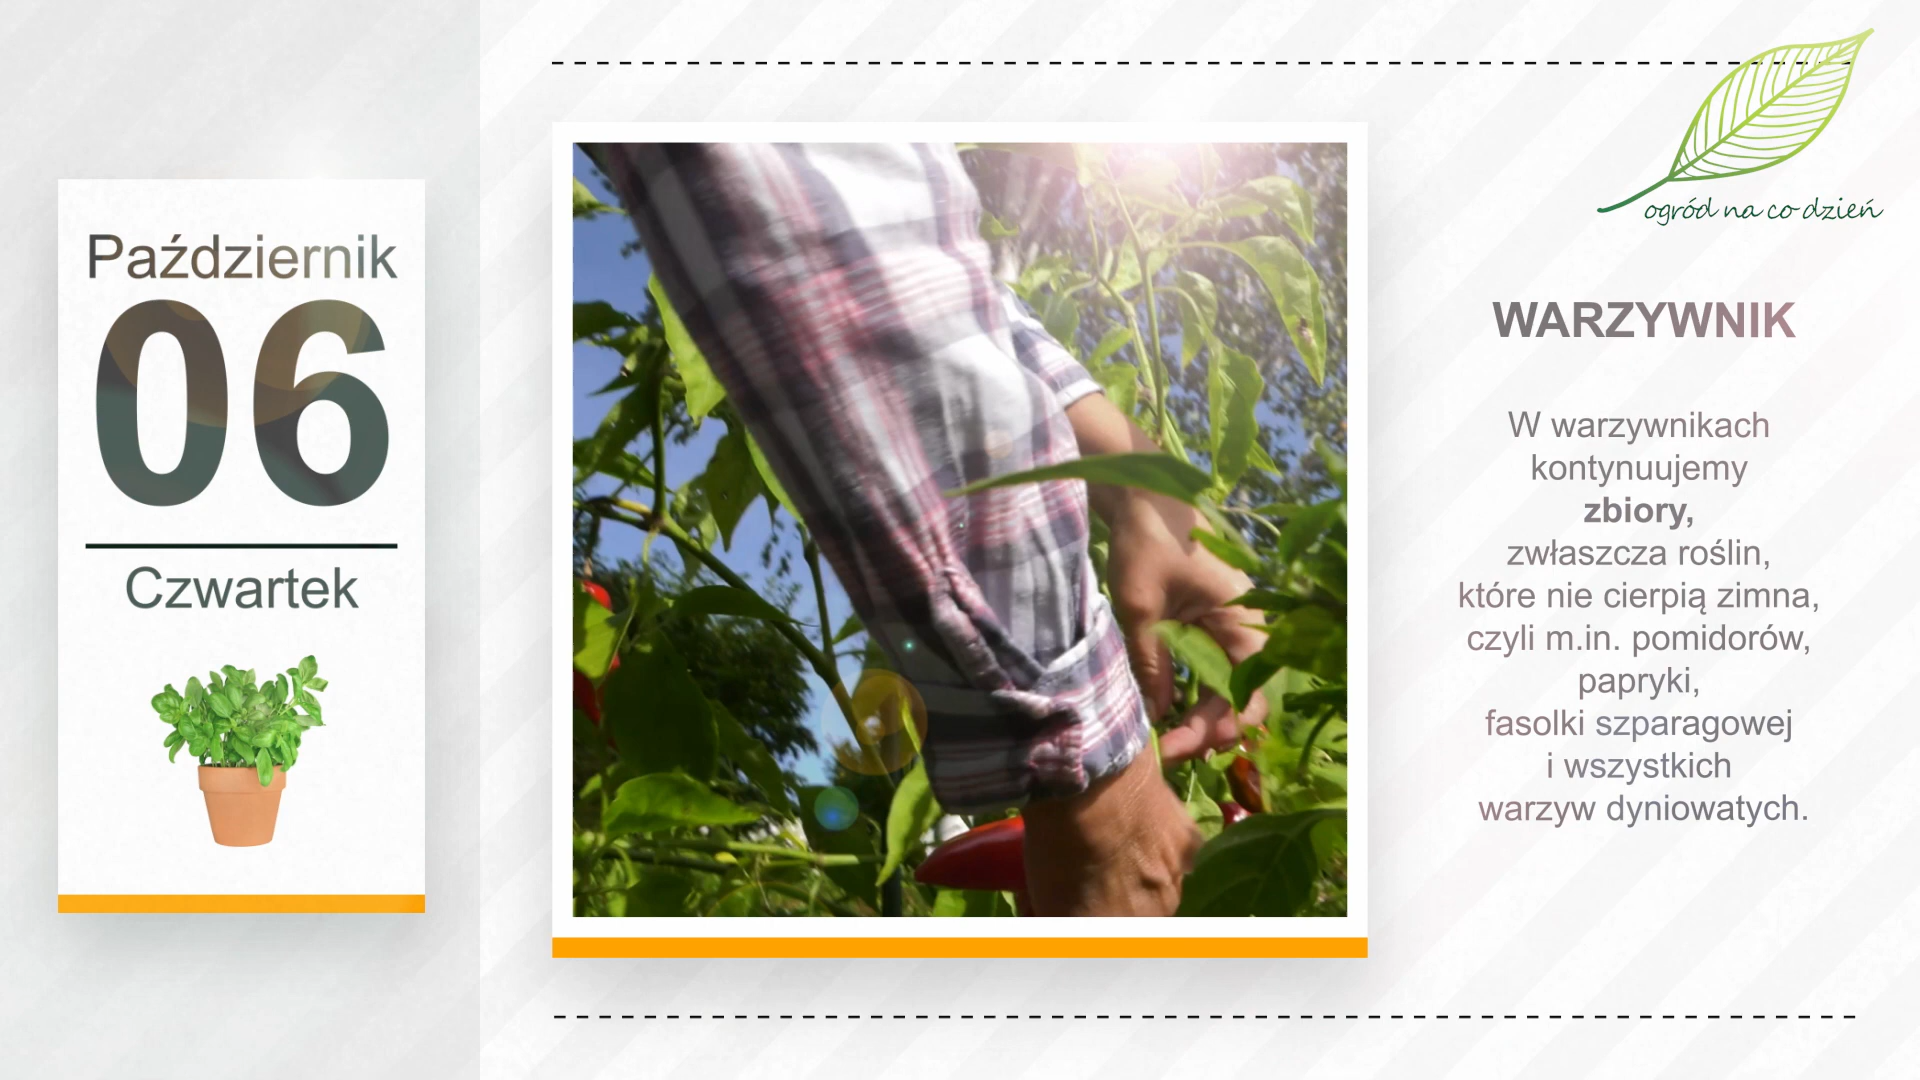 Październik
06
Czwartek
ogród na co dzień
WARZYWNIK
W warzywnikach
kontynuujemy
zbiory,
zwłaszcza roślin,
które nie cierpią zimna,
czyli m.in. pomidorów,
papryki,
fasolki szparagowej
i wszystkich
warzyw dyniowatych.